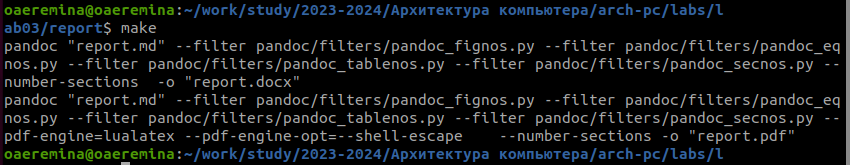 oaeremina@oaeremina:~/work/study/2023-2024/Архитектура компьютера/arch-pc/labs/l
ab03/report$ make
pandoc "report.md" --filter pandoc/filters/pandoc_fignos.py --filter pandoc/filters/pandoc_eq
nos.py --filter pandoc/filters/pandoc_tablenos.py --filter pandoc/filters/pandoc_secnos.py --
number-sections  -o "report.docx"
pandoc "report.md" --filter pandoc/filters/pandoc_fignos.py --filter pandoc/filters/pandoc_eq
nos.py --filter pandoc/filters/pandoc_tablenos.py --filter pandoc/filters/pandoc_secnos.py --
pdf-engine=lualatex --pdf-engine-opt=--shell-escape    --number-sections -o "report.pdf"
oaeremina@oaeremina:~/work/study/2023-2024/Архитектура компьютера/arch-pc/labs/l